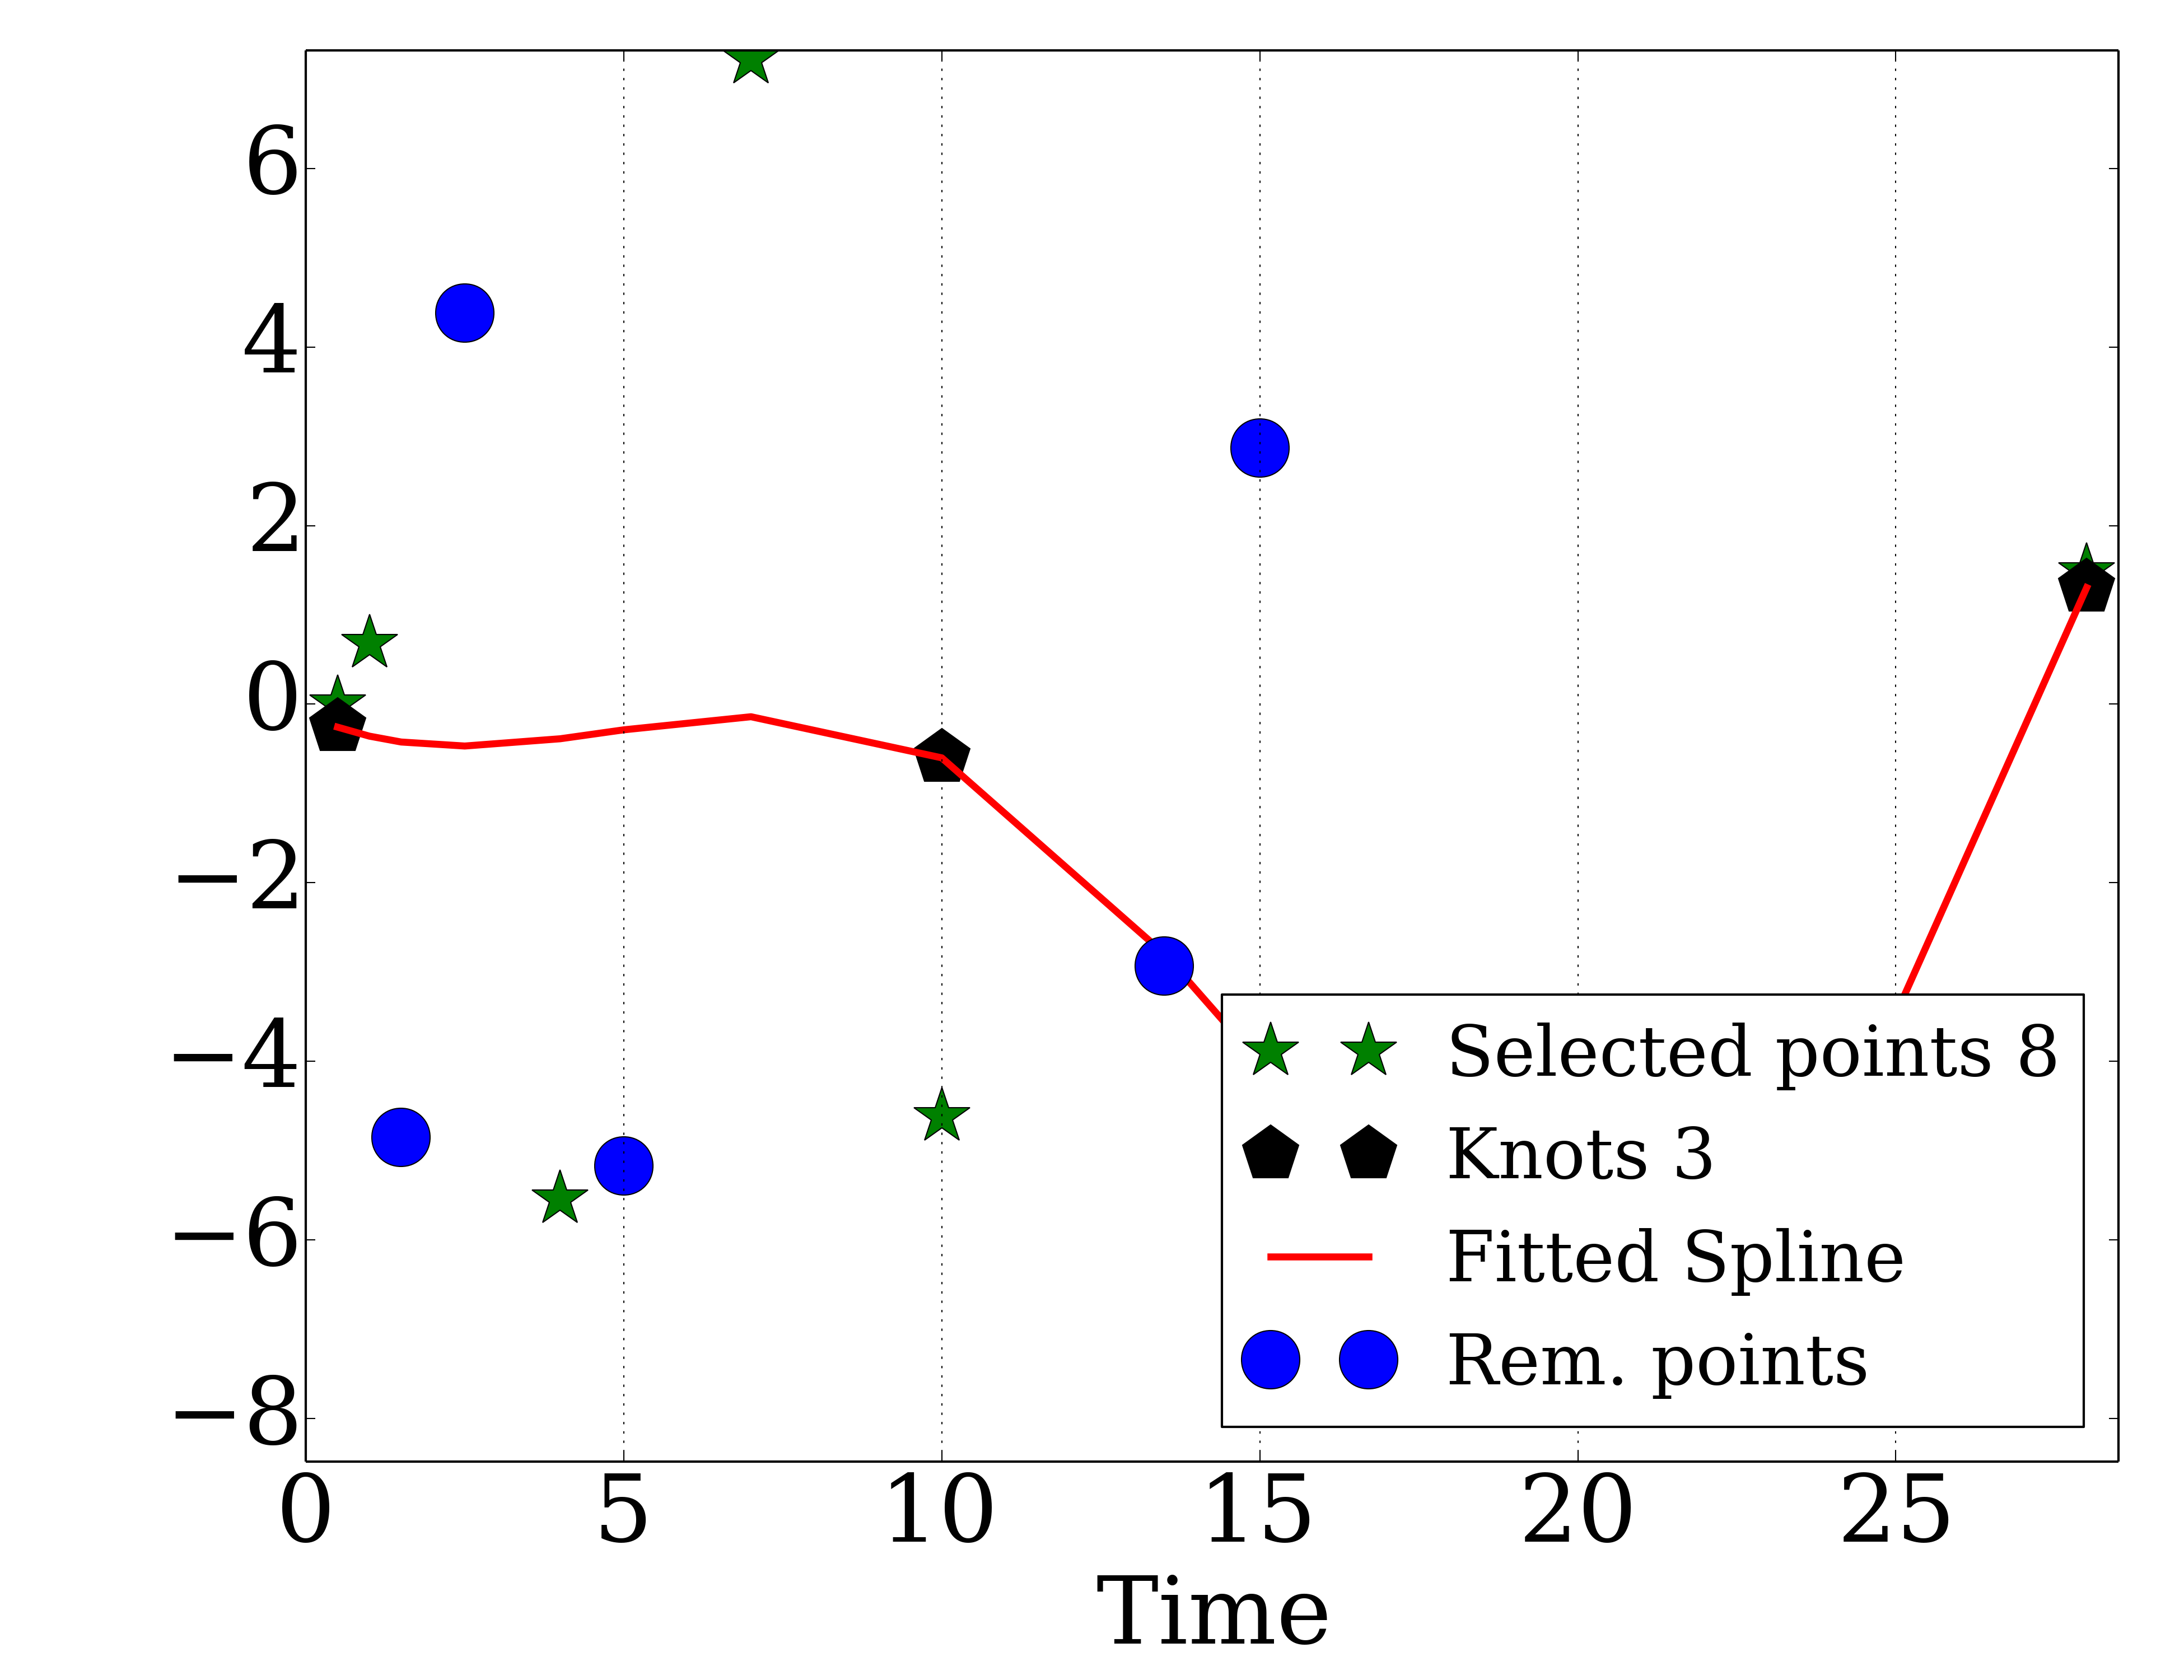 6
4
2
0
−2
−4
−6
−8
0 5 10 15 20 25
Time
Selected points 8
Knots 3
Fitted Spline
Rem. points